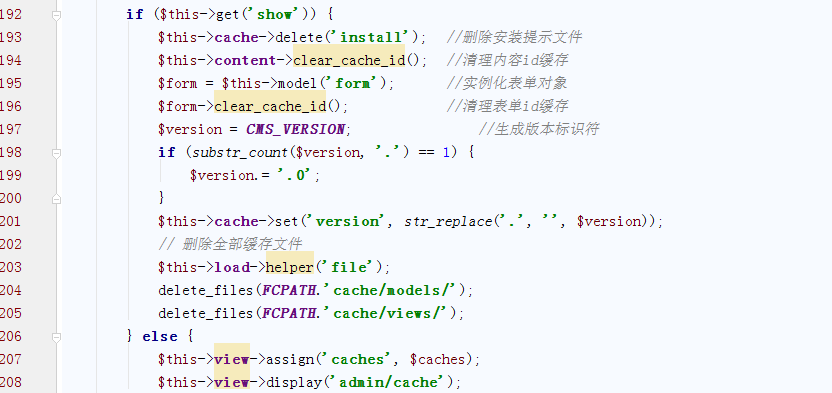 192 if ($this->get('show')) {
193 $this->cache->delete('install'); //删除安装提示文件
194 $this->content->clear_cache_id(); //清理内容id缓存
195 $form = $this->model('form'); //实例化表单对象
196 $form->clear_cache_id(); //清理表单id缓存
197 $version = CMS_VERSION; //生成版本标识符
198 if (substr_count($version, '.') == 1) {
199 $version.= '.0';
200 }
201 $this->cache->set('version', str_replace('.', '', $version));
202 // 删除全部缓存文件
203 $this->load->helper('file');
204 delete_files(FCPATH.'cache/models/');
205 delete_files(FCPATH.'cache/views/');
206 } else {
207 $this->view->assign('caches', $caches);
208 $this->view->display('admin/cache');